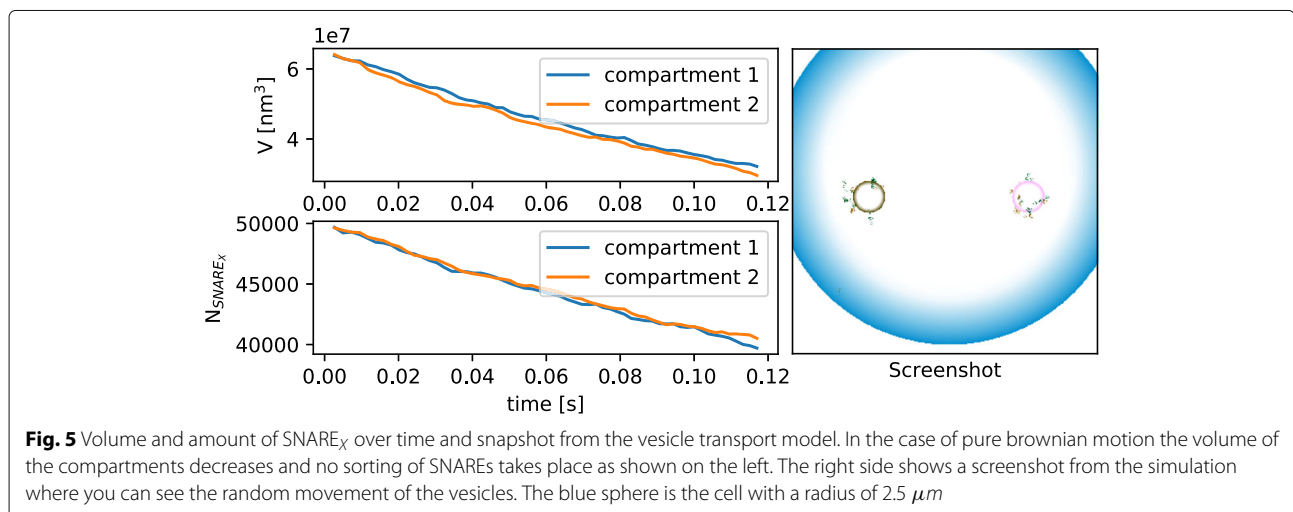 1e7
6
4
V [nm³]
compartment 1
compartment 2
0.00 0.02 0.04 0.06 0.08 0.10 0.12
50000
45000
40000
N_SNARE_X
compartment 1
compartment 2
0.00 0.02 0.04 0.06 0.08 0.10 0.12
time [s]
Screenshot
Fig. 5 Volume and amount of SNARE_X over time and snapshot from the vesicle transport model. In the case of pure brownian motion the volume of
the compartments decreases and no sorting of SNAREs takes place as shown on the left. The right side shows a screenshot from the simulation
where you can see the random movement of the vesicles. The blue sphere is the cell with a radius of 2.5 μm